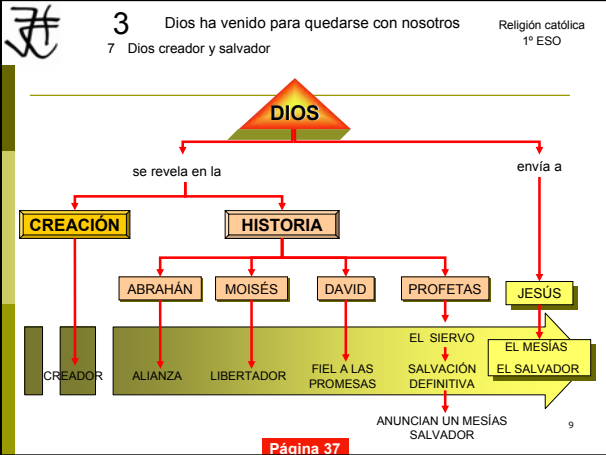 3
Dios ha venido para quedarse con nosotros
Religión católica
1º ESO
7 Dios creador y salvador
DIOS
se revela en la
envía a
CREACIÓN
HISTORIA
ABRAHÁN
MOISÉS
DAVID
PROFETAS
JESÚS
CREADOR
ALIANZA
LIBERTADOR
FIEL A LAS
PROMESAS
EL SIERVO
SALVACIÓN
DEFINITIVA
EL MESÍAS
EL SALVADOR
ANUNCIAN UN MESÍAS
SALVADOR
9
Página 37